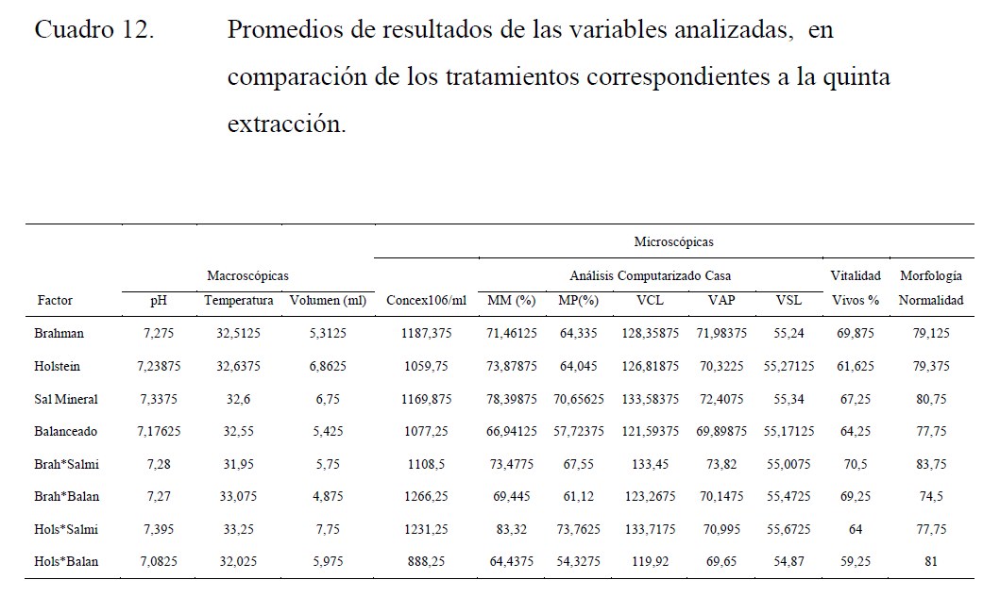 Cuadro 12. Promedios de resultados de las variables analizadas, en
comparación de los tratamientos correspondientes a la quinta
extracción.
Microscópicas
Macroscópicas Análisis Computarizado Casa Vitalidad Morfología
Factor pH Temperatura Volumen (ml) Concex106/ml MM (%) MP(%) VCL VAP VSL Vivos % Normalidad
Brahman 7,275 32,5125 5,3125 1187,375 71,46125 64,335 128,35875 71,98375 55,24 69,875 79,125
Holstein 7,23875 32,6375 6,8625 1059,75 73,87875 64,045 126,81875 70,3225 55,27125 61,625 79,375
Sal Mineral 7,3375 32,6 6,75 1169,875 78,39875 70,65625 133,58375 72,4075 55,34 67,25 80,75
Balanceado 7,17625 32,55 5,425 1077,25 66,94125 57,72375 121,59375 69,89875 55,17125 64,25 77,75
Brah*Salmi 7,28 31,95 5,75 1108,5 73,4775 67,55 133,45 73,82 55,0075 70,5 83,75
Brah*Balan 7,27 33,075 4,875 1266,25 69,445 61,12 123,2675 70,1475 55,4725 69,25 74,5
Hols*Salmi 7,395 33,25 7,75 1231,25 83,32 73,7625 133,7175 70,995 55,6725 64 77,75
Hols*Balan 7,0825 32,025 5,975 888,25 64,4375 54,3275 119,92 69,65 54,87 59,25 81